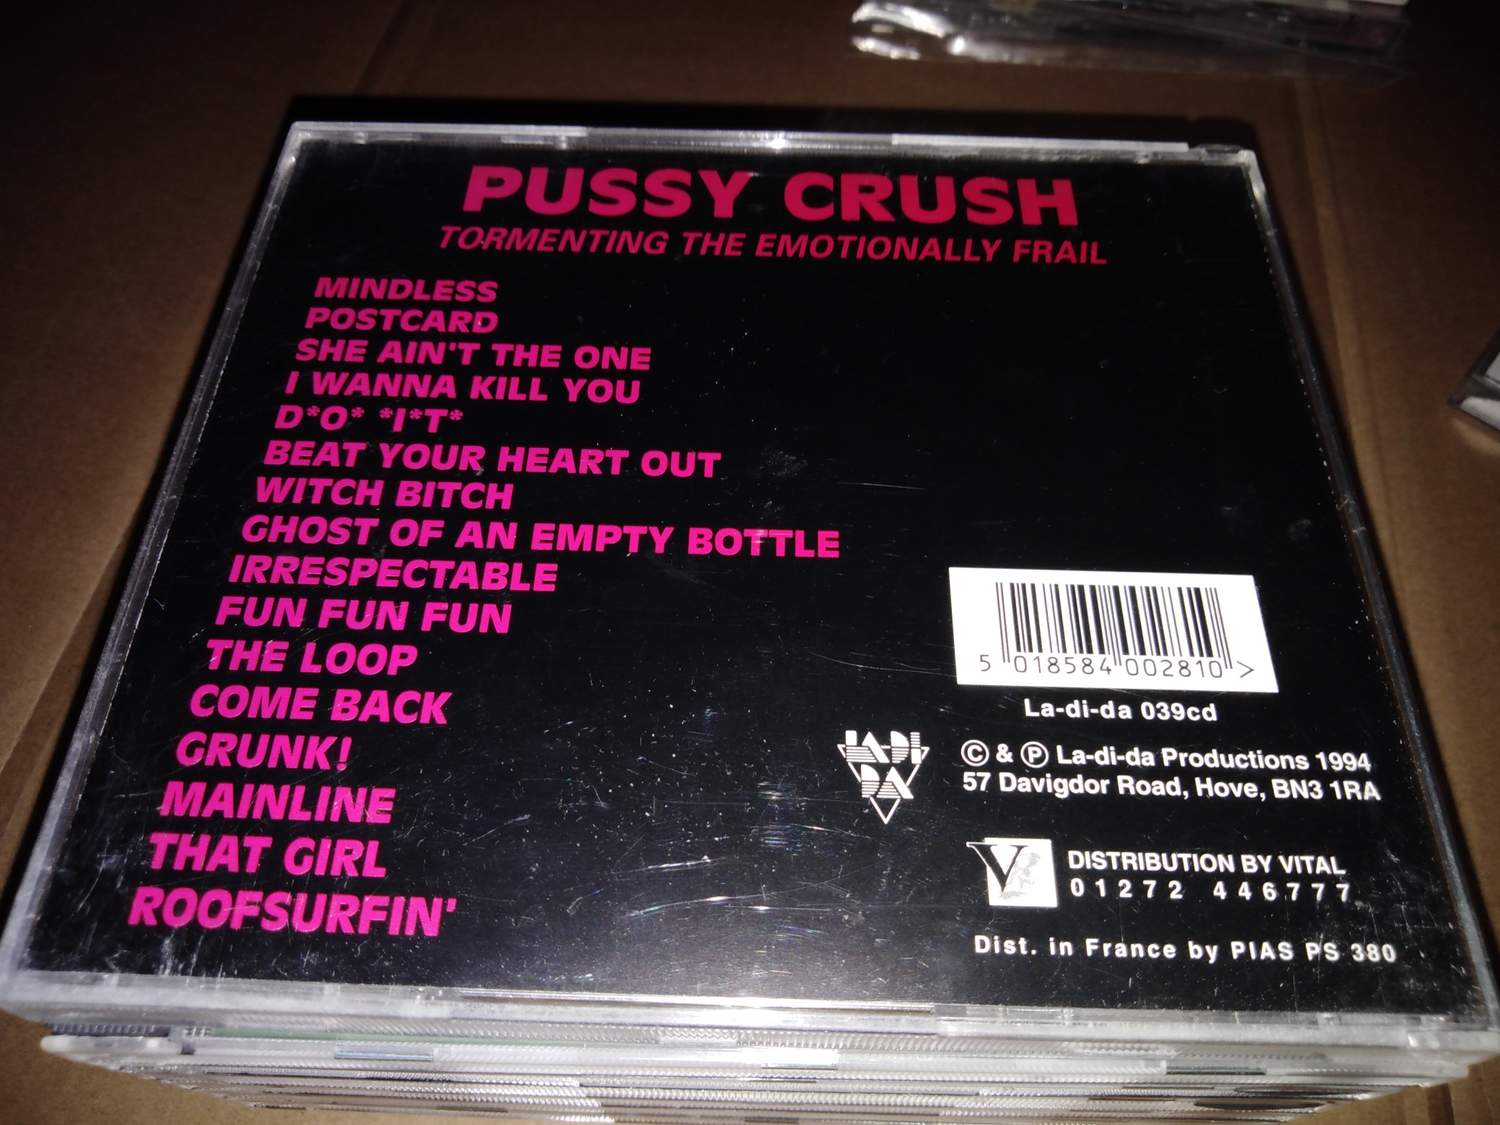 PUSSY CRUSH
TORMENTING THE EMOTIONALLY FRAIL
MINDLESS
POSTCARD
SHE AIN'T THE ONE
I WANNA KILL YOU
D*O* *I*T*
BEAT YOUR HEART OUT
WITCH BITCH
GHOST OF AN EMPTY BOTTLE
IRRESPECTABLE
FUN FUN FUN
THE LOOP
COME BACK
GRUNK!
MAINLINE
THAT GIRL
ROOFSURFIN'
5 018584 002810 >
La-di-da 039cd
LA-DI
DA
© & ℗ La-di-da Productions 1994
57 Davigdor Road, Hove, BN3 1RA
V
DISTRIBUTION BY VITAL
01272 446777
Dist. in France by PIAS PS 380